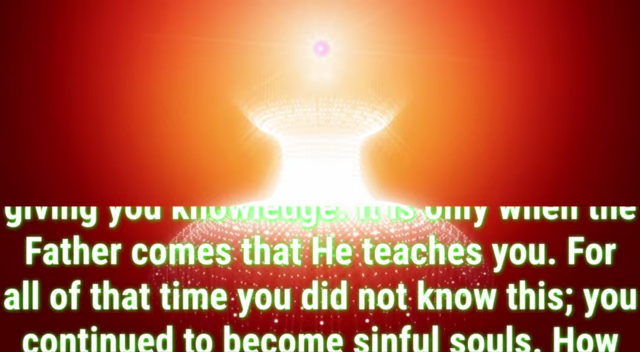 giving you knowledge. It is only when the
Father comes that He teaches you. For
all of that time you did not know this; you
continued to become sinful souls. How